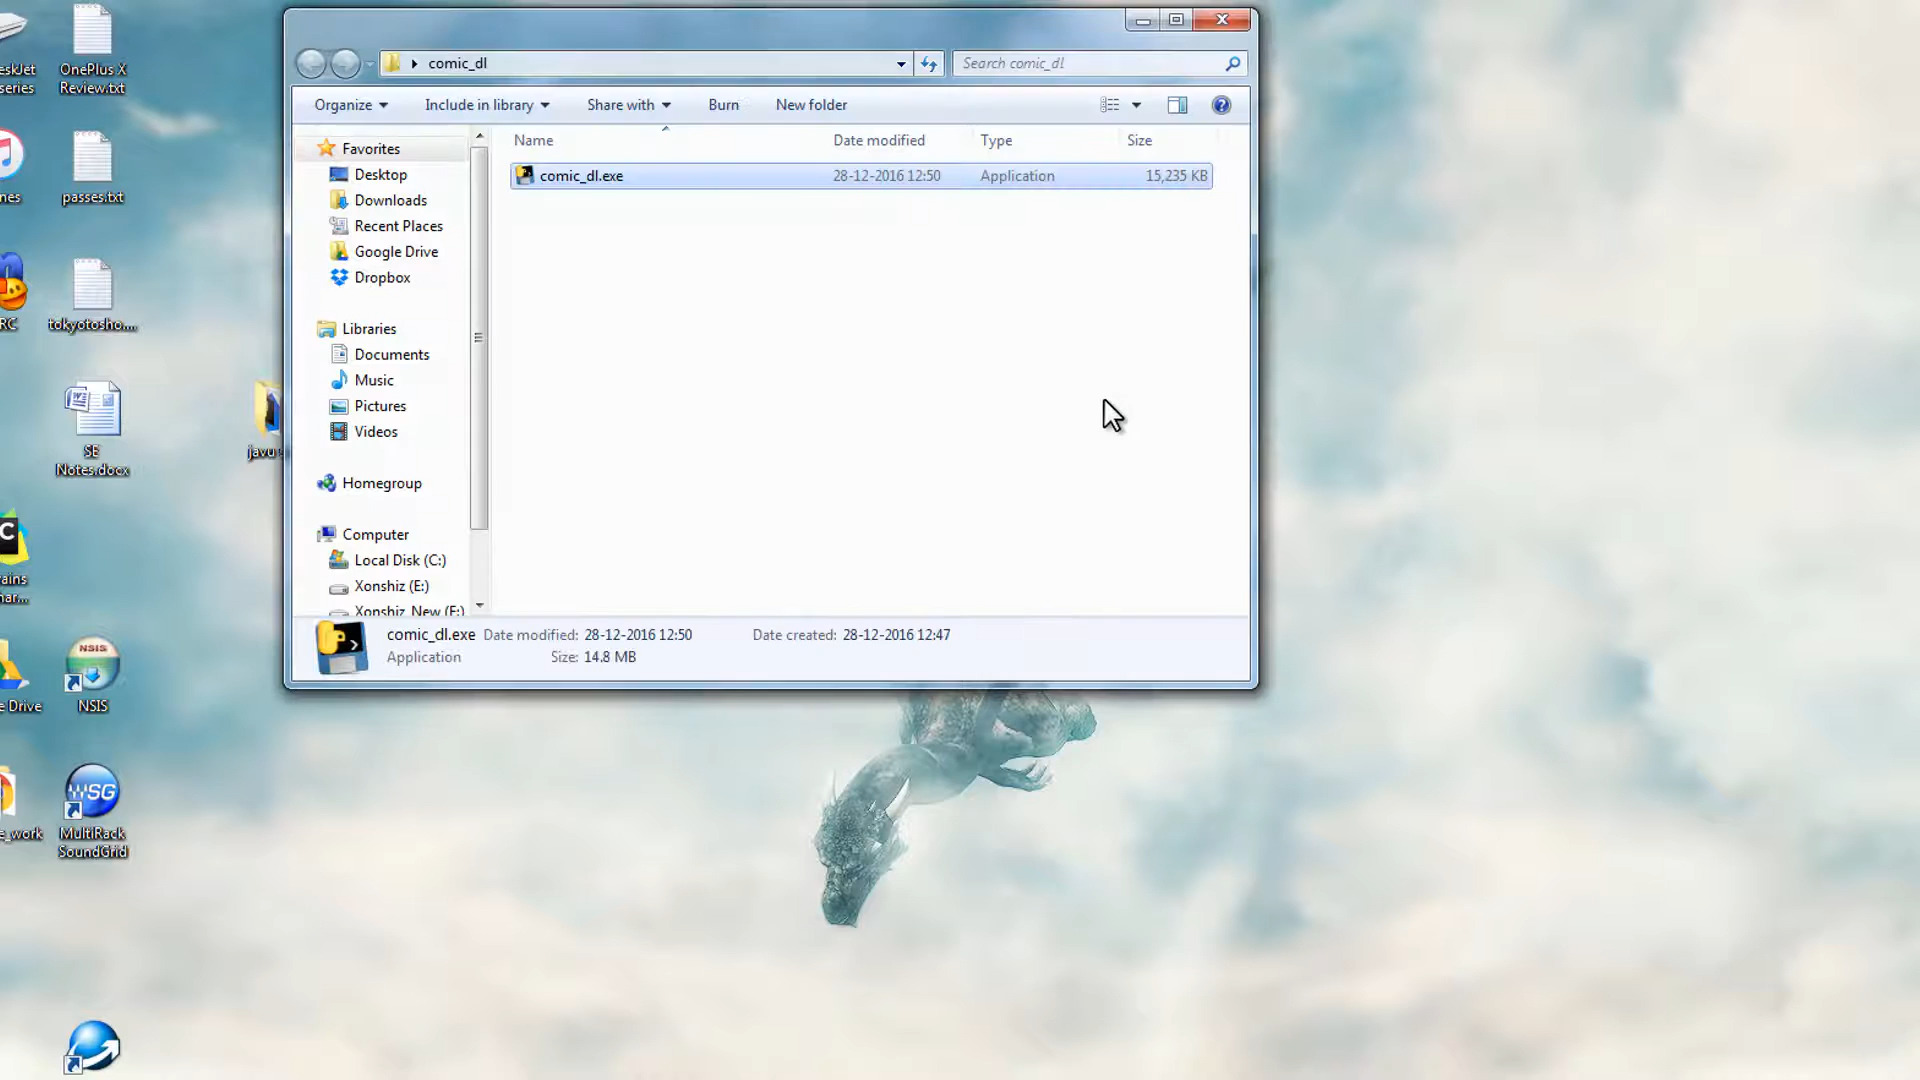 eskJet
series
OnePlus X
Review.txt
nes
passes.txt
RC
tokyotosho....
SE
Notes.docx
javu
C
rains
har...
e Drive
NSIS
NSIS
e_work
WSG
MultiRack
SoundGrid
comic_dl
Search comic_dl
Organize
Include in library
Share with
Burn
New folder
Favorites
Desktop
Downloads
Recent Places
Google Drive
Dropbox
Libraries
Documents
Music
Pictures
Videos
Homegroup
Computer
Local Disk (C:)
Xonshiz (E:)
Xonshiz_New (F:)
Name Date modified Type Size
comic_dl.exe 28-12-2016 12:50 Application 15,235 KB
comic_dl.exe Date modified: 28-12-2016 12:50 Date created: 28-12-2016 12:47
Application Size: 14.8 MB